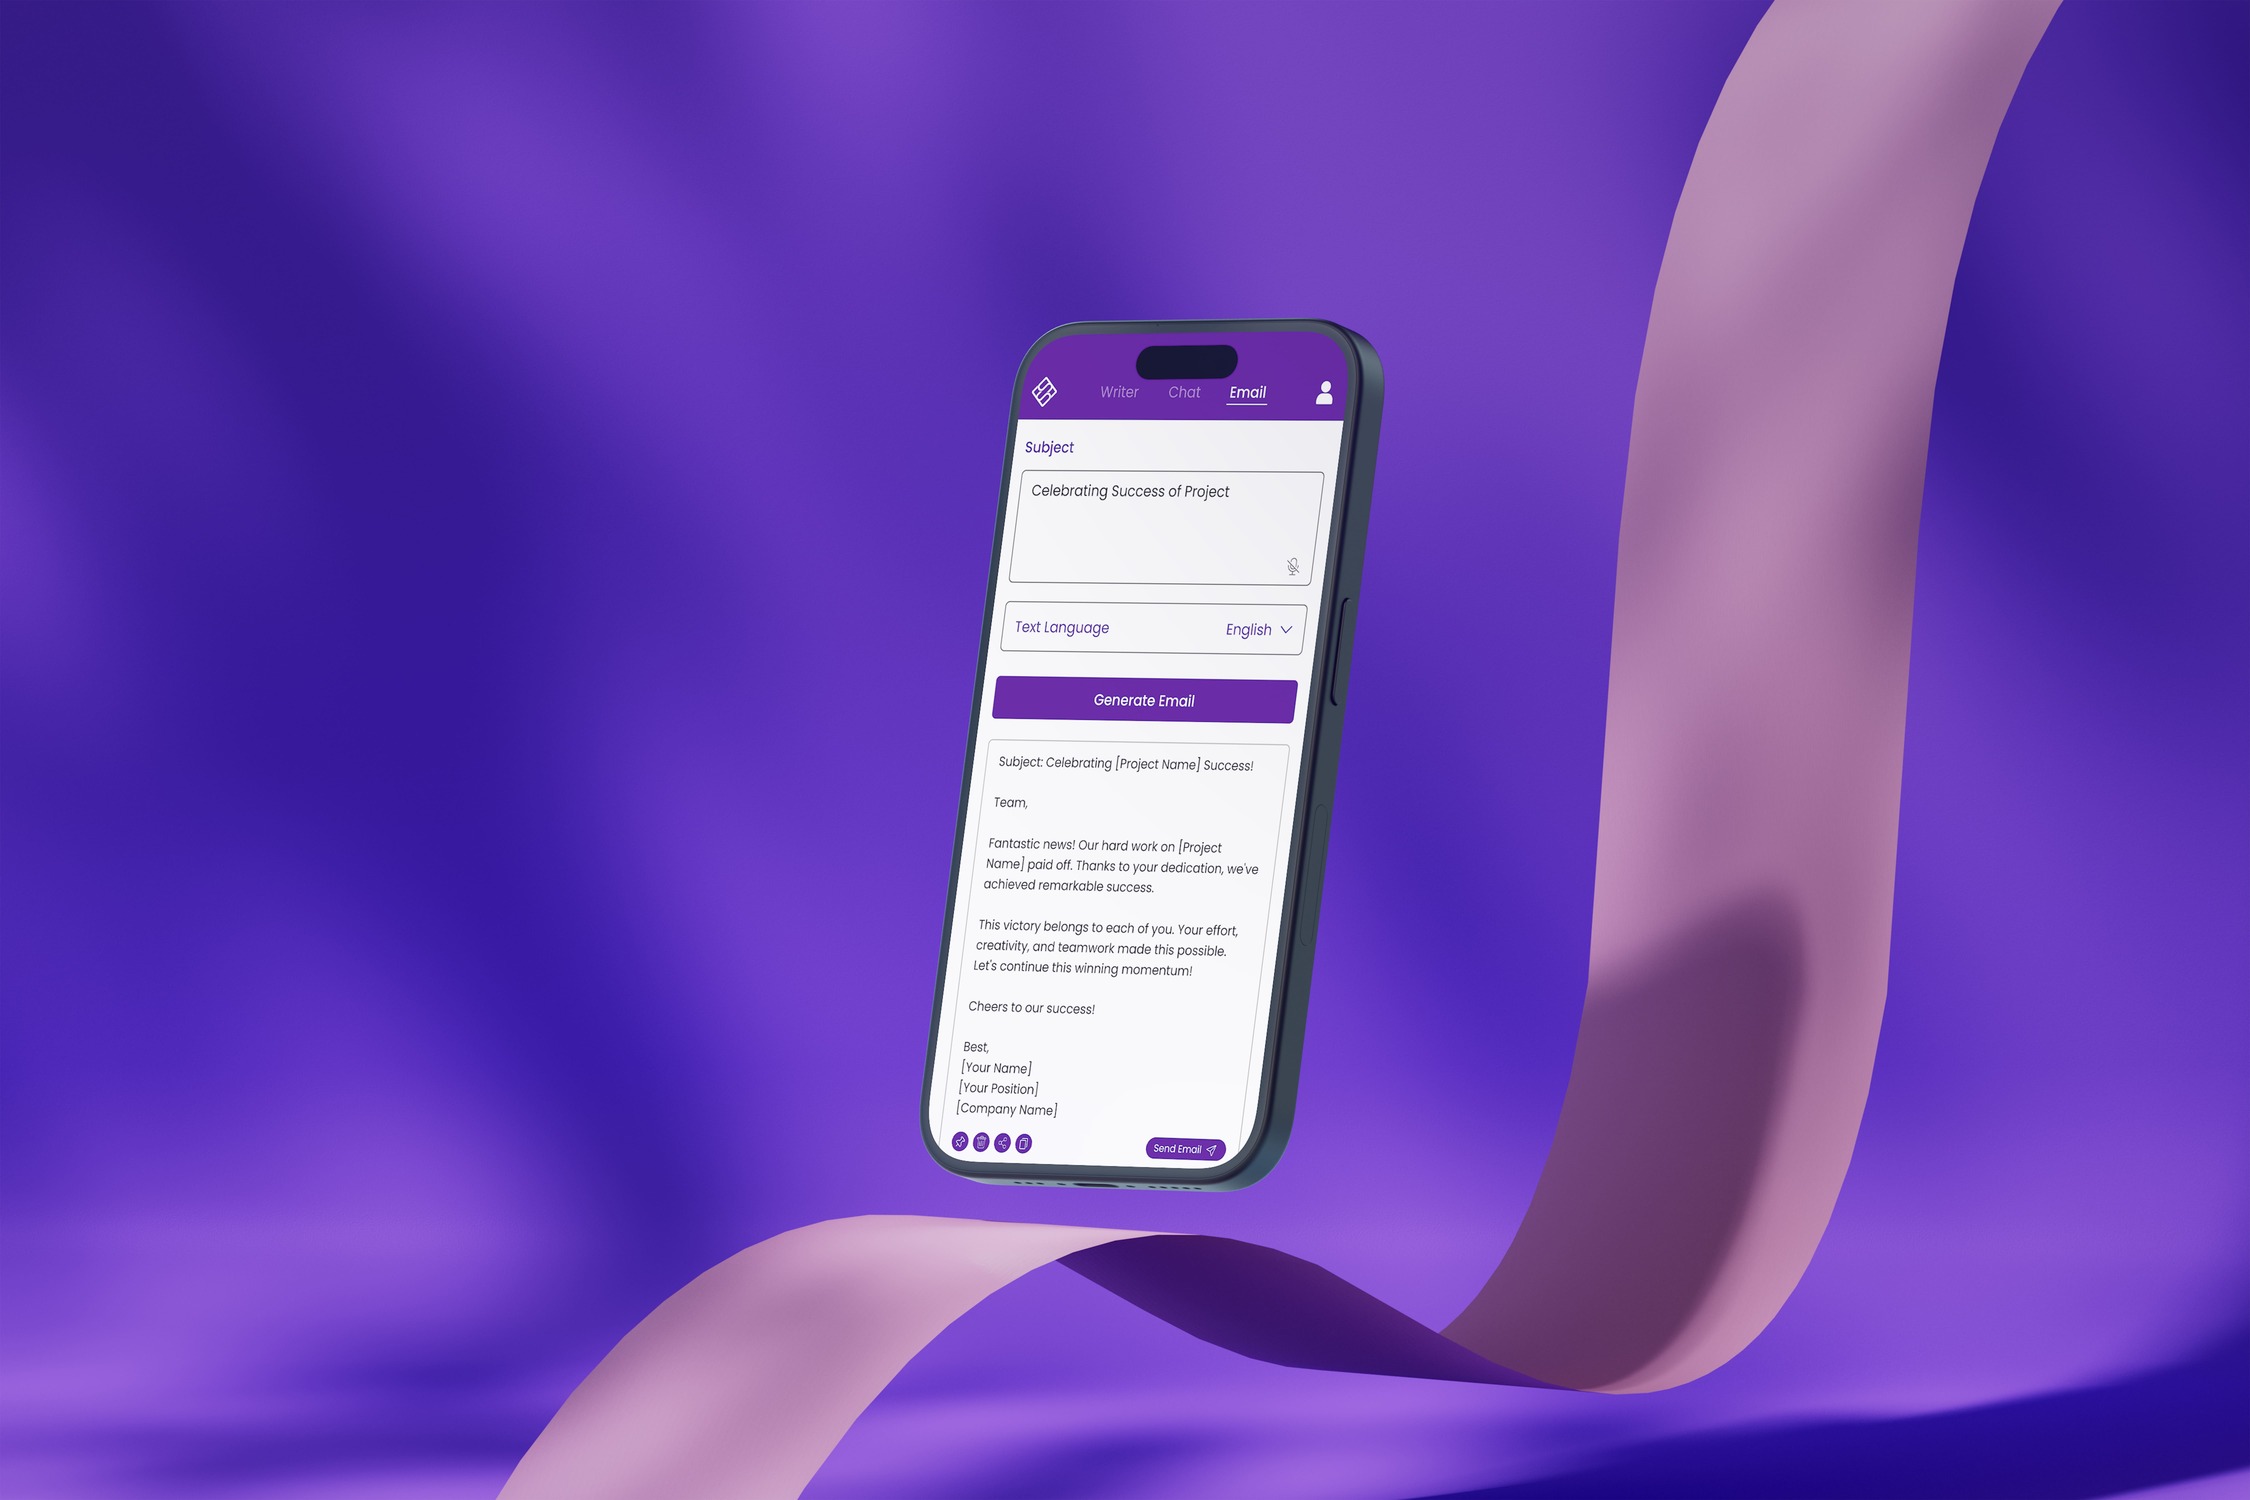 Writer Chat Email
Subject
Celebrating Success of Project
Text Language English
Generate Email
Subject: Celebrating [Project Name] Success!
Team,
Fantastic news! Our hard work on [Project
Name] paid off. Thanks to your dedication, we've
achieved remarkable success.
This victory belongs to each of you. Your effort,
creativity, and teamwork made this possible.
Let's continue this winning momentum!
Cheers to our success!
Best,
[Your Name]
[Your Position]
[Company Name]
Send Email